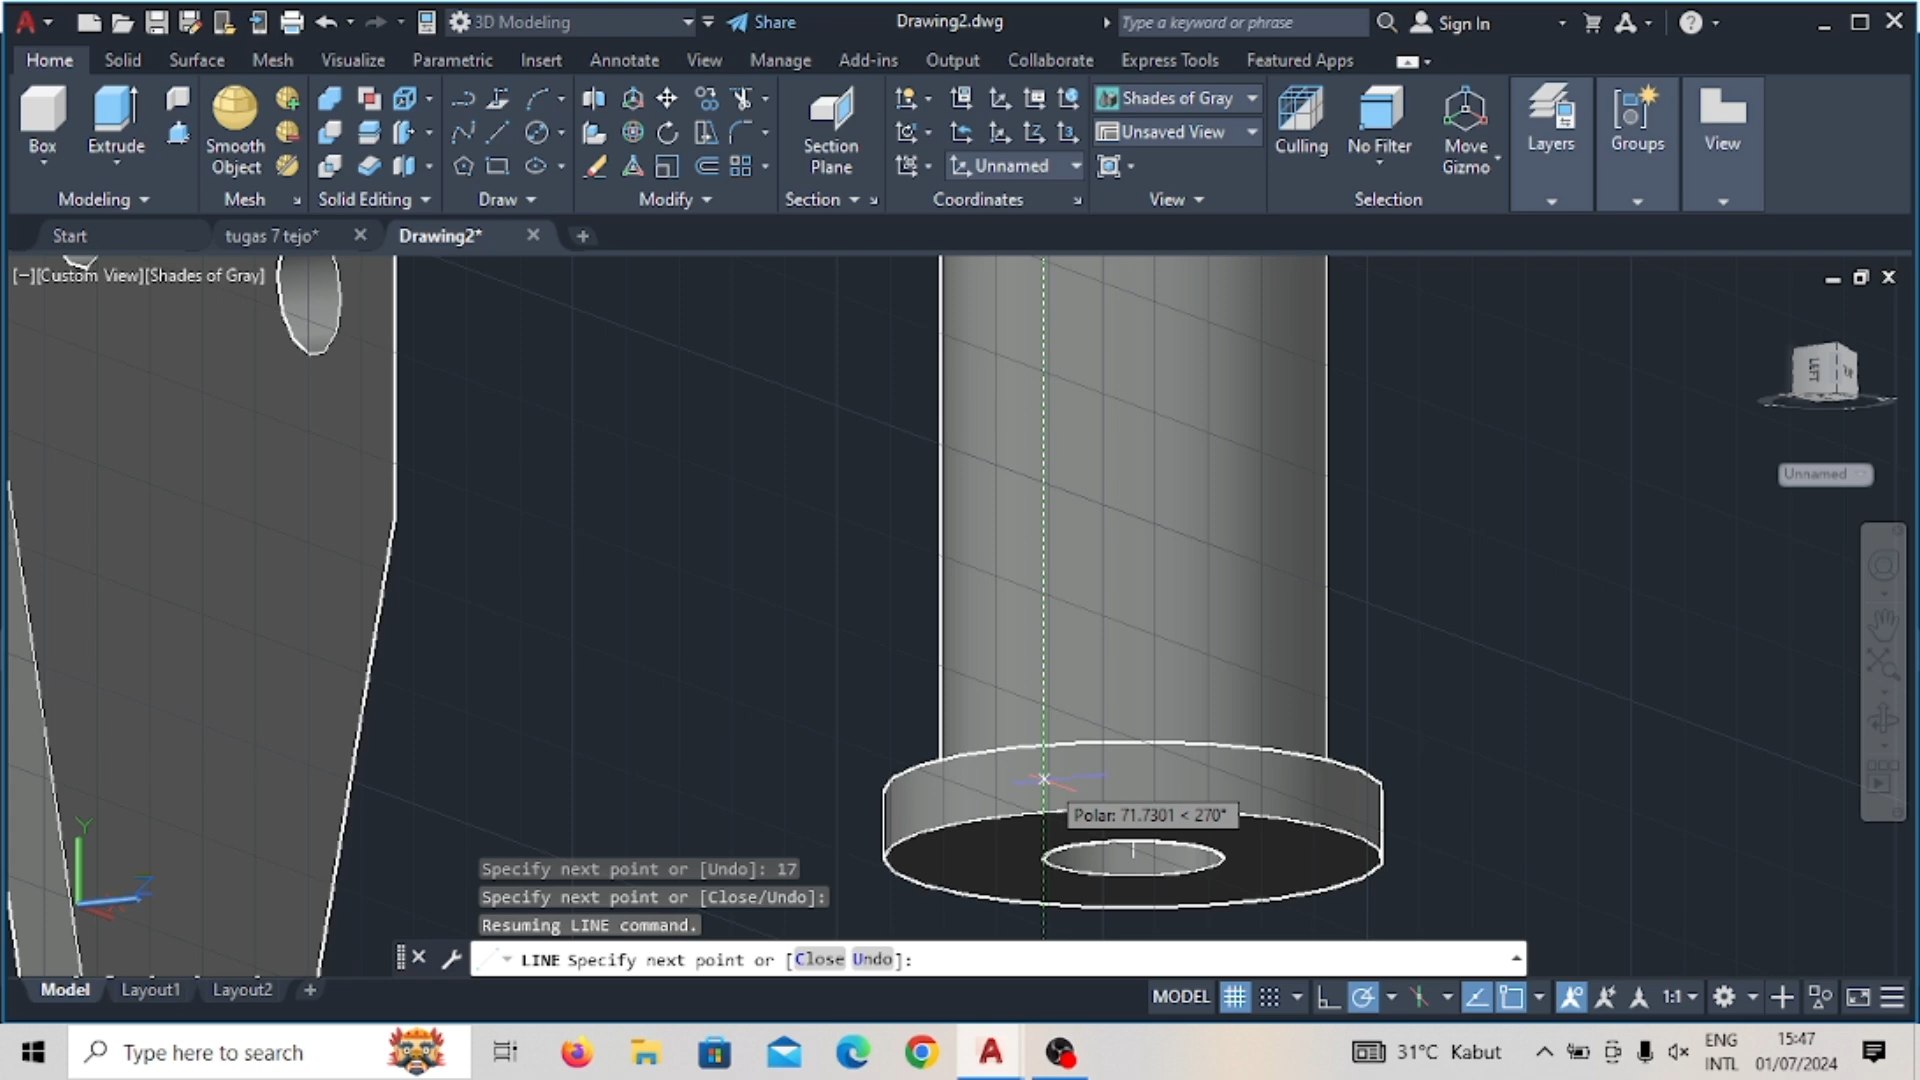 3D Modeling
Share
Drawing2.dwg
Type a keyword or phrase
Sign In
Home
Solid
Surface
Mesh
Visualize
Parametric
Insert
Annotate
View
Manage
Add-ins
Output
Collaborate
Express Tools
Featured Apps
Box
Extrude
Smooth
Object
Section
Plane
Shades of Gray
Unsaved View
Unnamed
Culling
No Filter
Move
Gizmo
Layers
Groups
View
Modeling
Mesh
Solid Editing
Draw
Modify
Section
Coordinates
View
Selection
Start
tugas 7 tejo*
Drawing2*
[−][Custom View][Shades of Gray]
LEFT
Unnamed
Polar: 71.7301 < 270°
Y
Z
Specify next point or [Undo]: 17
Specify next point or [Close/Undo]:
Resuming LINE command.
LINE Specify next point or [Close Undo]:
Model
Layout1
Layout2
MODEL
1:1
Type here to search
31°C Kabut
ENG
INTL
15:47
01/07/2024